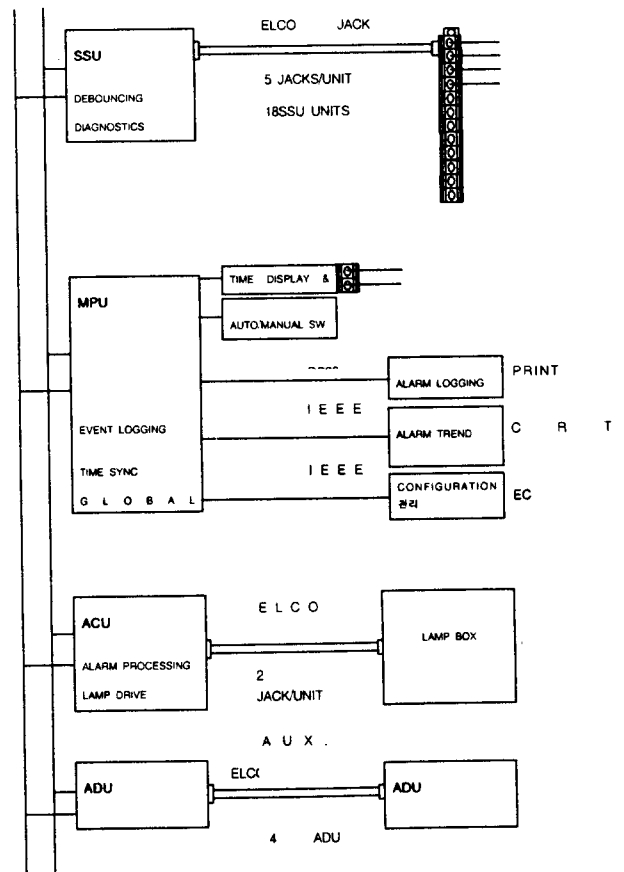 ELCO JACK
SSU
5 JACKS/UNIT
DEBOUNCING
18SSU UNITS
DIAGNOSTICS
TIME DISPLAY &
MPU
AUTO/MANUAL SW
PRINT
ALARM LOGGING
IEEE
C R T
EVENT LOGGING
ALARM TREND
TIME SYNC
IEEE
CONFIGURATION
관리
EC
GLOBAL
ELCO
ACU
LAMP BOX
ALARM PROCESSING
2
LAMP DRIVE
JACK/UNIT
AUX.
ELC
ADU
ADU
4 ADU